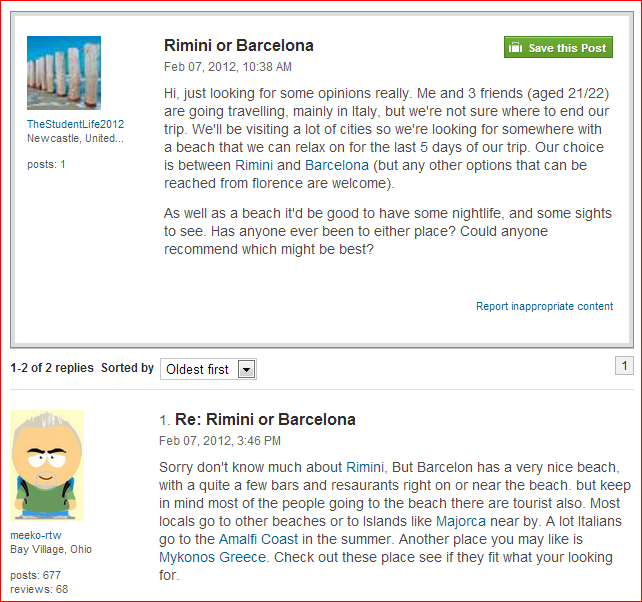 Rimini or Barcelona
Save this Post
Feb 07, 2012, 10:38 AM
TheStudentLife2012
Newcastle, United...
posts: 1
Hi, just looking for some opinions really. Me and 3 friends (aged 21/22)
are going travelling, mainly in Italy, but we're not sure where to end our
trip. We'll be visiting a lot of cities so we're looking for somewhere with
a beach that we can relax on for the last 5 days of our trip. Our choice
is between Rimini and Barcelona (but any other options that can be
reached from florence are welcome).
As well as a beach it'd be good to have some nightlife, and some sights
to see. Has anyone ever been to either place? Could anyone
recommend which might be best?
Report inappropriate content
1-2 of 2 replies Sorted by Oldest first
1
1. Re: Rimini or Barcelona
Feb 07, 2012, 3:46 PM
meeko-rtw
Bay Village, Ohio
posts: 677
reviews: 68
Sorry don't know much about Rimini, But Barcelon has a very nice beach,
with a quite a few bars and resaurants right on or near the beach. but keep
in mind most of the people going to the beach there are tourist also. Most
locals go to other beaches or to Islands like Majorca near by. A lot Italians
go to the Amalfi Coast in the summer. Another place you may like is
Mykonos Greece. Check out these place see if they fit what your looking
for.